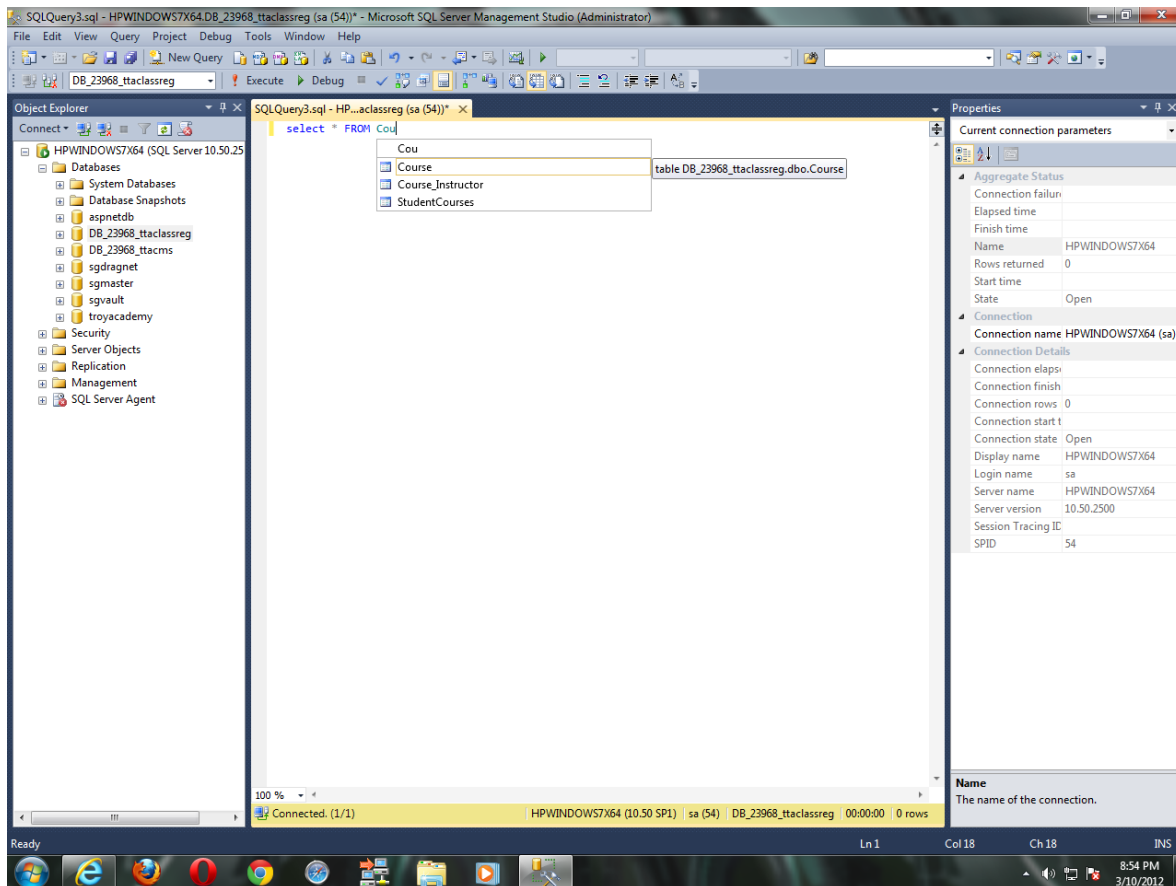 SQLQuery3.sql - HPWINDOWS7X64.DB_23968_ttaclassreg (sa (54))* - Microsoft SQL Server Management Studio (Administrator)
File Edit View Query Project Debug Tools Window Help
New Query
DB_23968_ttaclassreg Execute Debug
Object Explorer
Connect
HPWINDOWS7X64 (SQL Server 10.50.25
Databases
System Databases
Database Snapshots
aspnetdb
DB_23968_ttaclassreg
DB_23968_ttacms
sgdragnet
sgmaster
sgvault
troyacademy
Security
Server Objects
Replication
Management
SQL Server Agent
SQLQuery3.sql - HP...aclassreg (sa (54))*
select * FROM Cou
Cou
Course
Course_Instructor
StudentCourses
table DB_23968_ttaclassreg.dbo.Course
100 %
Connected. (1/1) HPWINDOWS7X64 (10.50 SP1) sa (54) DB_23968_ttaclassreg 00:00:00 0 rows
Properties
Current connection parameters
Aggregate Status
Connection failure
Elapsed time
Finish time
Name HPWINDOWS7X64
Rows returned 0
Start time
State Open
Connection
Connection name HPWINDOWS7X64 (sa)
Connection Details
Connection elaps
Connection finish
Connection rows 0
Connection start t
Connection state Open
Display name HPWINDOWS7X64
Login name sa
Server name HPWINDOWS7X64
Server version 10.50.2500
Session Tracing ID
SPID 54
Name
The name of the connection.
Ready Ln 1 Col 18 Ch 18 INS
8:54 PM
3/10/2012